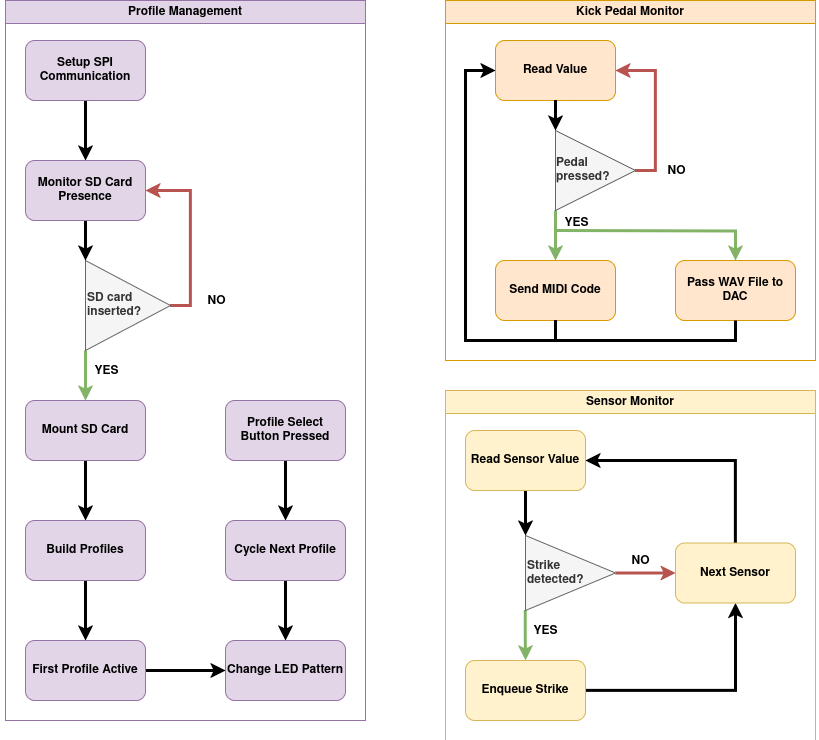 Profile Management
Setup SPI
Communication
Monitor SD Card
Presence
SD card
inserted?
NO
YES
Mount SD Card
Profile Select
Button Pressed
Build Profiles
Cycle Next Profile
First Profile Active
Change LED Pattern
Kick Pedal Monitor
Read Value
Pedal
pressed?
NO
YES
Send MIDI Code
Pass WAV File to
DAC
Sensor Monitor
Read Sensor Value
Strike
detected?
NO
Next Sensor
YES
Enqueue Strike